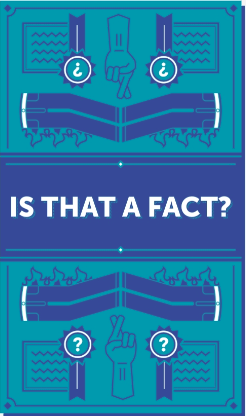 ¿ ¿
IS THAT A FACT?
? ?